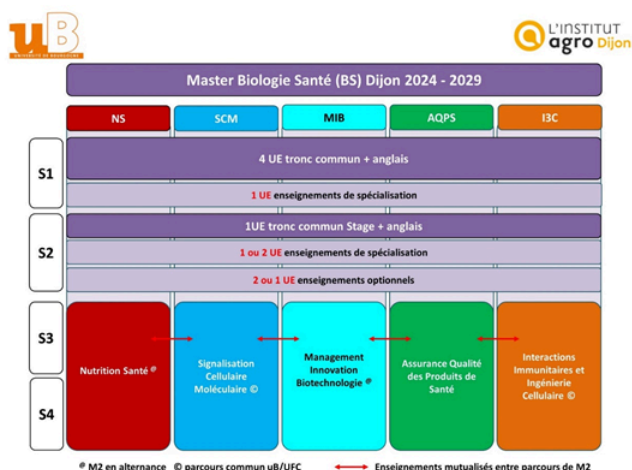 uB
UNIVERSITÉ DE BOURGOGNE
L'INSTITUT
agro Dijon
Master Biologie Santé (BS) Dijon 2024 - 2029
NS SCM MIB AQPS I3C
S1
4 UE tronc commun + anglais
1 UE enseignements de spécialisation
S2
1UE tronc commun Stage + anglais
1 ou 2 UE enseignements de spécialisation
2 ou 1 UE enseignements optionnels
S3
S4
Nutrition Santé @
Signalisation
Cellulaire
Moléculaire ©
Management
Innovation
Biotechnologie @
Assurance Qualité
des Produits de
Santé
Interactions
Immunitaires et
Ingénierie
Cellulaire ©
@ M2 en alternance © parcours commun uB/UFC
Enseignements mutualisés entre parcours de M2